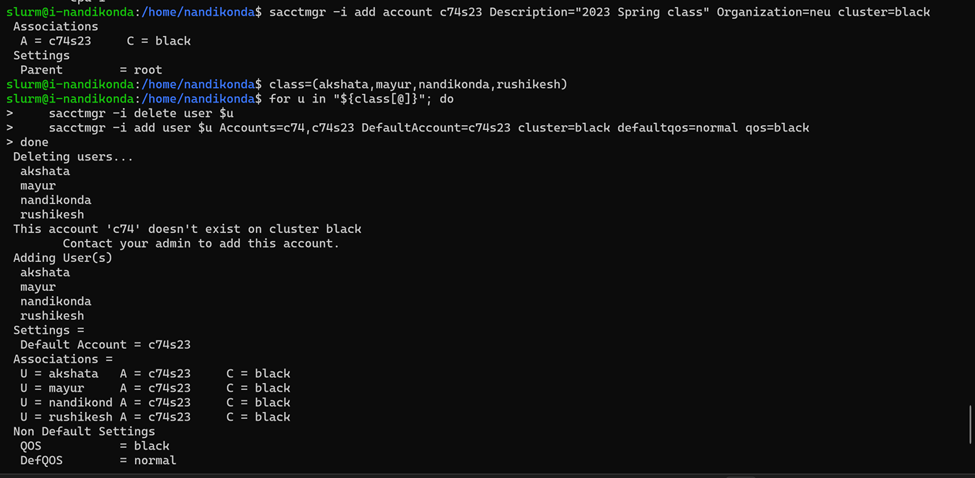 slurm@i-nandikonda:/home/nandikonda$ sacctmgr -i add account c74s23 Description="2023 Spring class" Organization=neu cluster=black
Associations
A = c74s23 C = black
Settings
Parent = root
slurm@i-nandikonda:/home/nandikonda$ class=(akshata,mayur,nandikonda,rushikesh)
slurm@i-nandikonda:/home/nandikonda$ for u in "${class[@]}"; do
> sacctmgr -i delete user $u
> sacctmgr -i add user $u Accounts=c74,c74s23 DefaultAccount=c74s23 cluster=black defaultqos=normal qos=black
> done
Deleting users...
akshata
mayur
nandikonda
rushikesh
This account 'c74' doesn't exist on cluster black
Contact your admin to add this account.
Adding User(s)
akshata
mayur
nandikonda
rushikesh
Settings =
Default Account = c74s23
Associations =
U = akshata A = c74s23 C = black
U = mayur A = c74s23 C = black
U = nandikond A = c74s23 C = black
U = rushikesh A = c74s23 C = black
Non Default Settings
QOS = black
DefQOS = normal